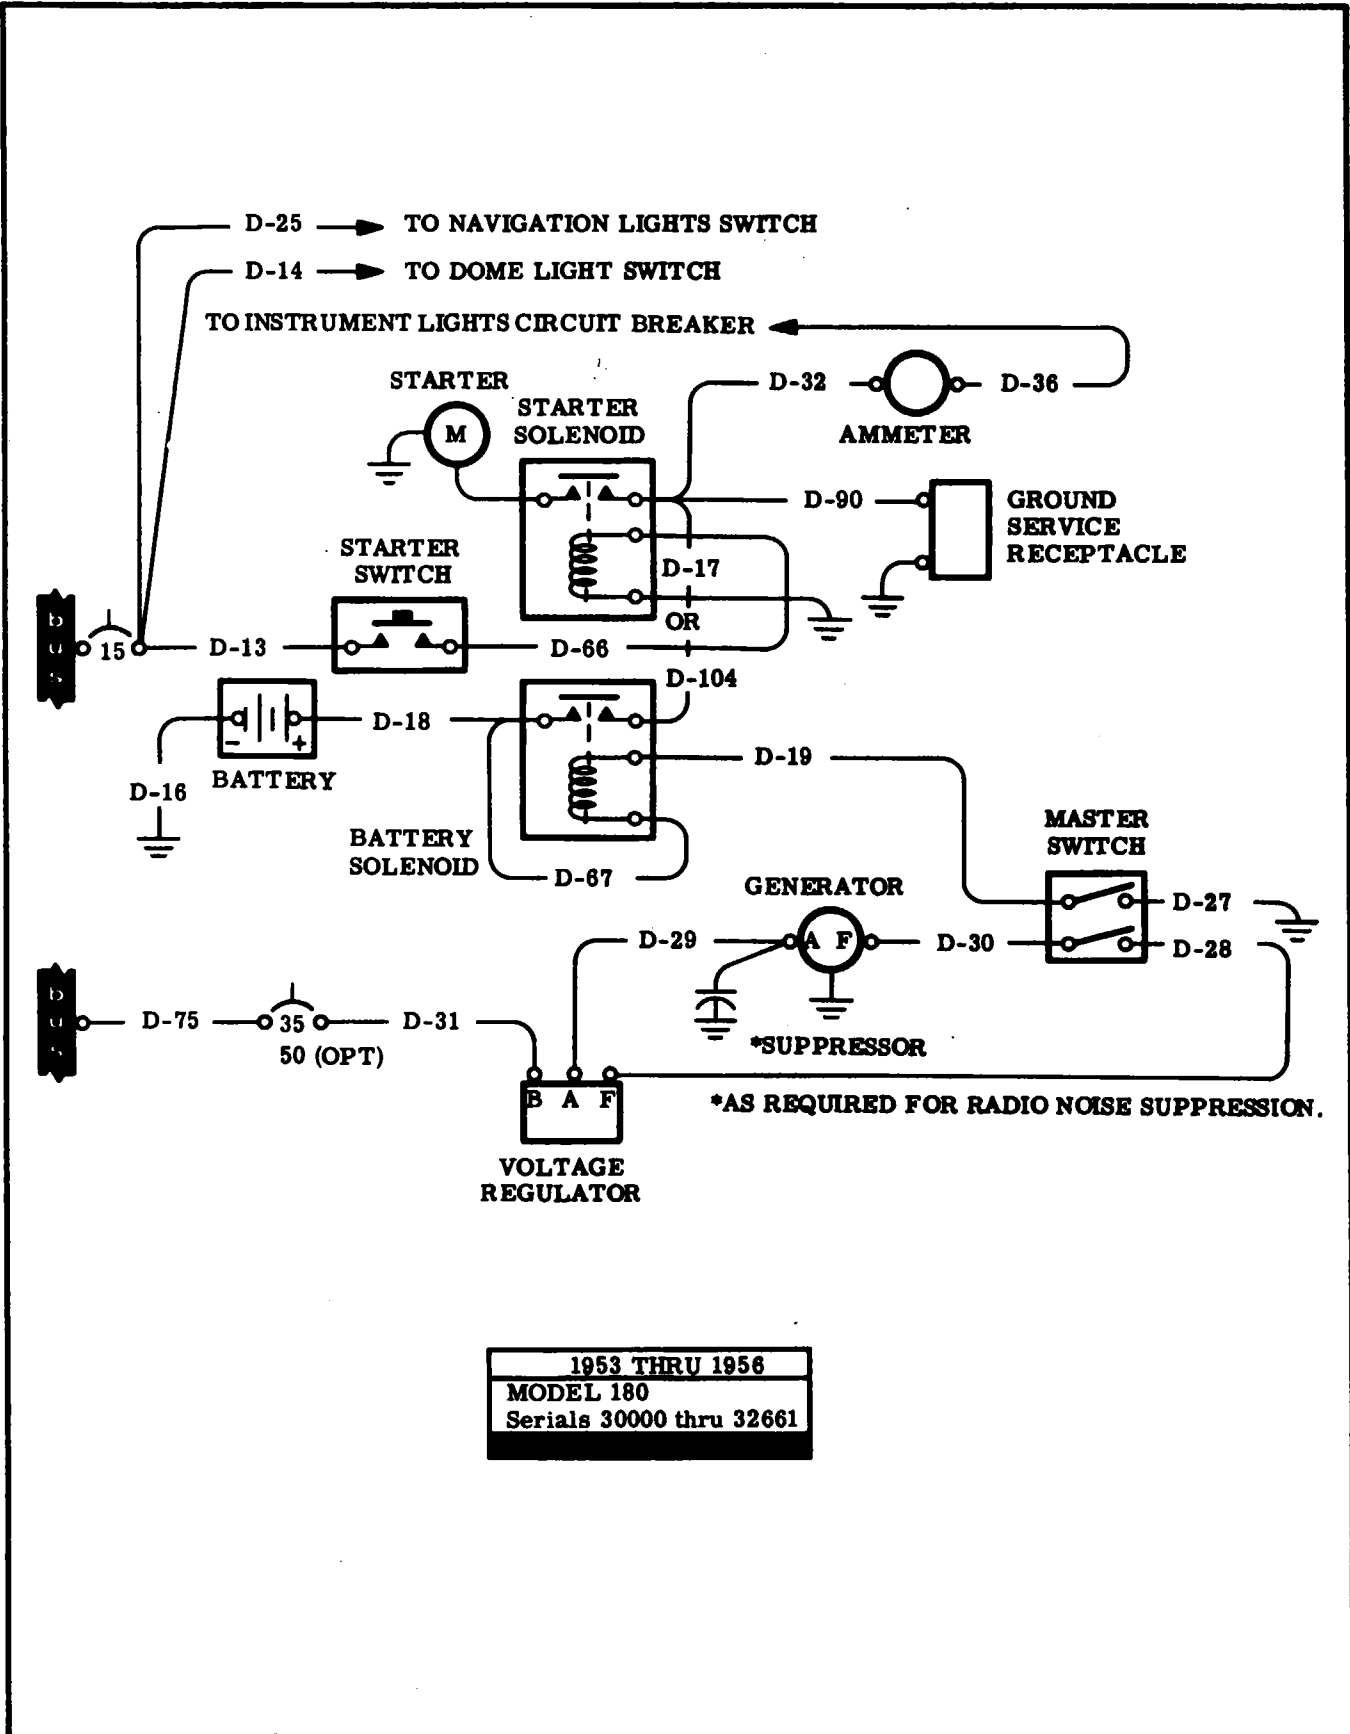 D-25 TO NAVIGATION LIGHTS SWITCH
D-14 TO DOME LIGHT SWITCH
TO INSTRUMENT LIGHTS CIRCUIT BREAKER
D-32
D-36
AMMETER
STARTER
M
STARTER
SOLENOID
D-90
GROUND
SERVICE
RECEPTACLE
STARTER
SWITCH
D-17
OR
D-104
bus
15
D-13
D-66
BATTERY
- +
D-18
D-16
BATTERY
SOLENOID
D-67
D-19
MASTER
SWITCH
D-27
D-28
GENERATOR
A F
D-29
D-30
*SUPPRESSOR
bus
D-75
35
50 (OPT)
D-31
B A F
VOLTAGE
REGULATOR
*AS REQUIRED FOR RADIO NOISE SUPPRESSION.
1953 THRU 1956
MODEL 180
Serials 30000 thru 32661